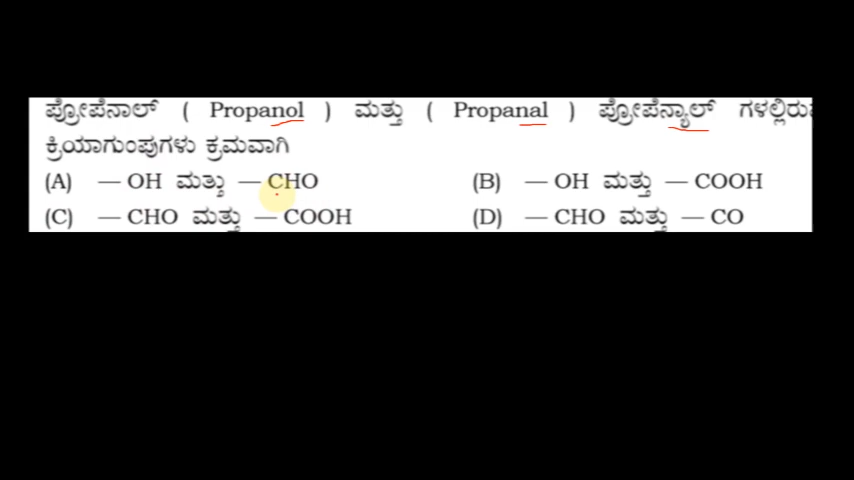 ಪ್ರೋಪೆನಾಲ್ ( Propanol ) ಮತ್ತು ( Propanal ) ಪ್ರೋಪೆನ್ಯಾಲ್ ಗಳಲ್ಲಿರುವ
ಕ್ರಿಯಾಗುಂಪುಗಳು ಕ್ರಮವಾಗಿ
(A) — OH ಮತ್ತು — CHO (B) — OH ಮತ್ತು — COOH
(C) — CHO ಮತ್ತು — COOH (D) — CHO ಮತ್ತು — CO